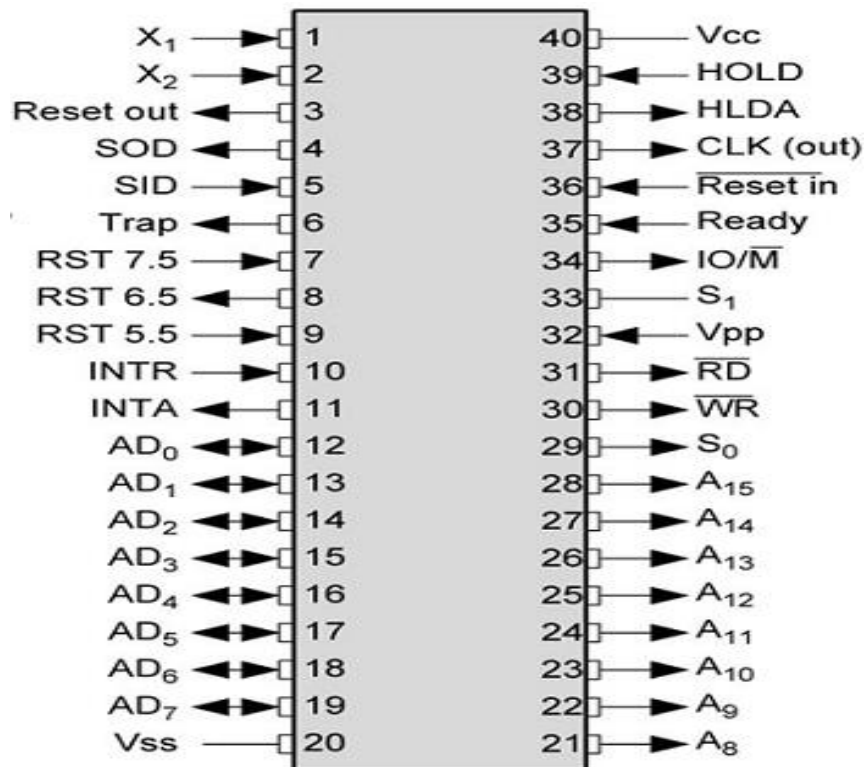 X₁ 1 40 Vcc
X₂ 2 39 HOLD
Reset out 3 38 HLDA
SOD 4 37 CLK (out)
SID 5 36 R̅e̅s̅e̅t̅ ̅i̅n̅
Trap 6 35 Ready
RST 7.5 7 34 IO/M̅
RST 6.5 8 33 S₁
RST 5.5 9 32 Vpp
INTR 10 31 R̅D̅
INTA 11 30 W̅R̅
AD₀ 12 29 S₀
AD₁ 13 28 A₁₅
AD₂ 14 27 A₁₄
AD₃ 15 26 A₁₃
AD₄ 16 25 A₁₂
AD₅ 17 24 A₁₁
AD₆ 18 23 A₁₀
AD₇ 19 22 A₉
Vss 20 21 A₈